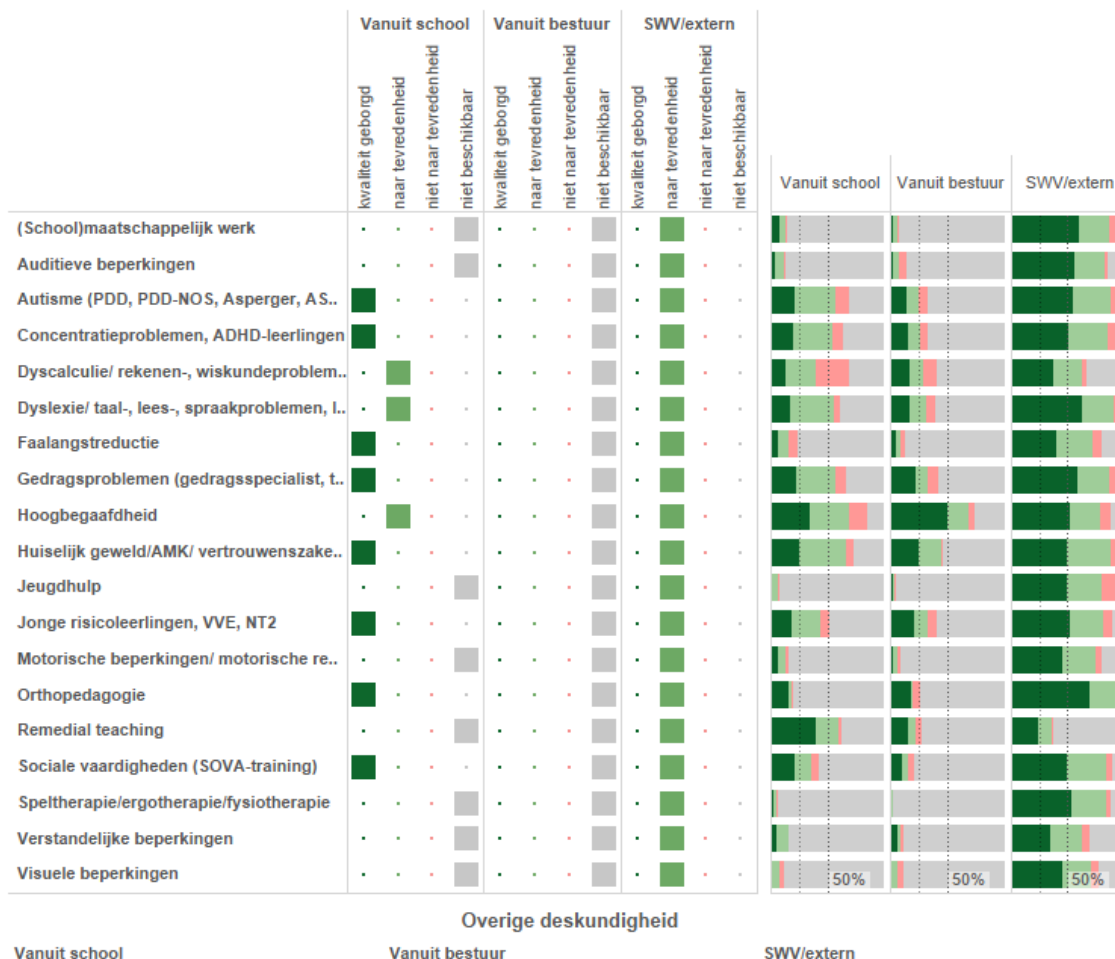 Vanuit school Vanuit bestuur SWV/extern
kwaliteit geborgd
naar tevredenheid
niet naar tevredenheid
niet beschikbaar
kwaliteit geborgd
naar tevredenheid
niet naar tevredenheid
niet beschikbaar
kwaliteit geborgd
naar tevredenheid
niet naar tevredenheid
niet beschikbaar
Vanuit school Vanuit bestuur SWV/extern
(School)maatschappelijk werk
Auditieve beperkingen
Autisme (PDD, PDD-NOS, Asperger, AS..
Concentratieproblemen, ADHD-leerlingen
Dyscalculie/ rekenen-, wiskundeproblem..
Dyslexie/ taal-, lees-, spraakproblemen, l..
Faalangstreductie
Gedragsproblemen (gedragsspecialist, t..
Hoogbegaafdheid
Huiselijk geweld/AMK/ vertrouwenszake..
Jeugdhulp
Jonge risicoleerlingen, VVE, NT2
Motorische beperkingen/ motorische re..
Orthopedagogie
Remedial teaching
Sociale vaardigheden (SOVA-training)
Speltherapie/ergotherapie/fysiotherapie
Verstandelijke beperkingen
Visuele beperkingen
50% 50% 50%
Overige deskundigheid
Vanuit school Vanuit bestuur SWV/extern